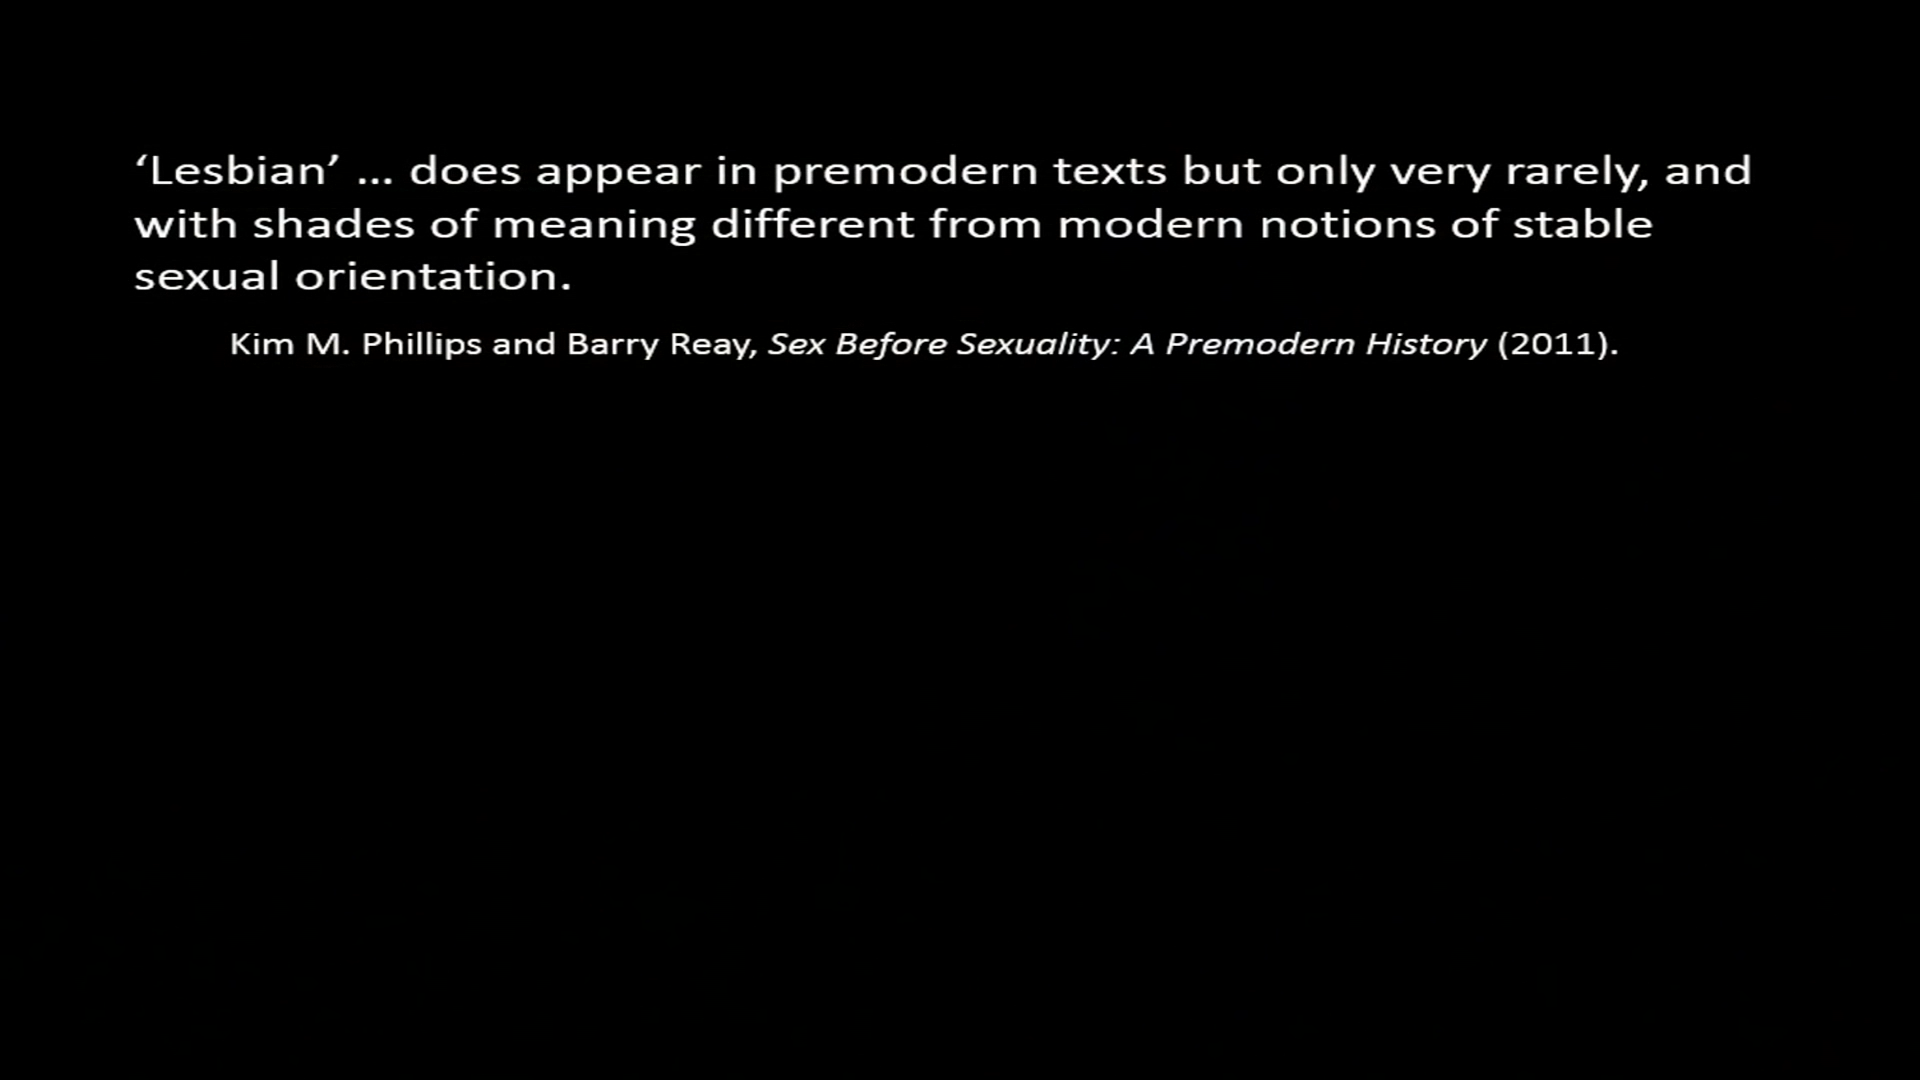 ‘Lesbian’ ... does appear in premodern texts but only very rarely, and
with shades of meaning different from modern notions of stable
sexual orientation.
Kim M. Phillips and Barry Reay, Sex Before Sexuality: A Premodern History (2011).